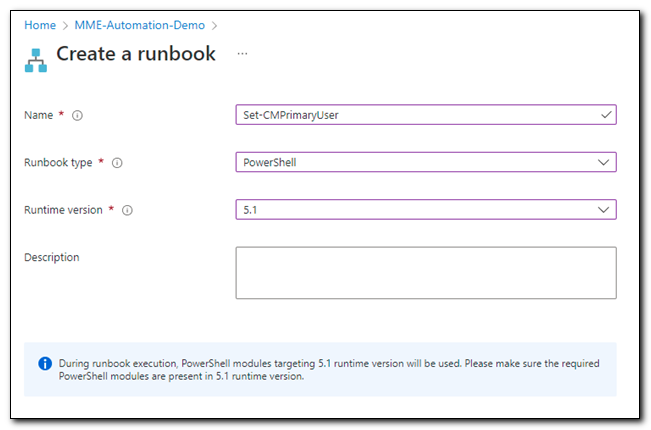 Home > MME-Automation-Demo >
Create a runbook ...
Name *
Set-CMPrimaryUser
Runbook type *
PowerShell
Runtime version *
5.1
Description
During runbook execution, PowerShell modules targeting 5.1 runtime version will be used. Please make sure the required
PowerShell modules are present in 5.1 runtime version.